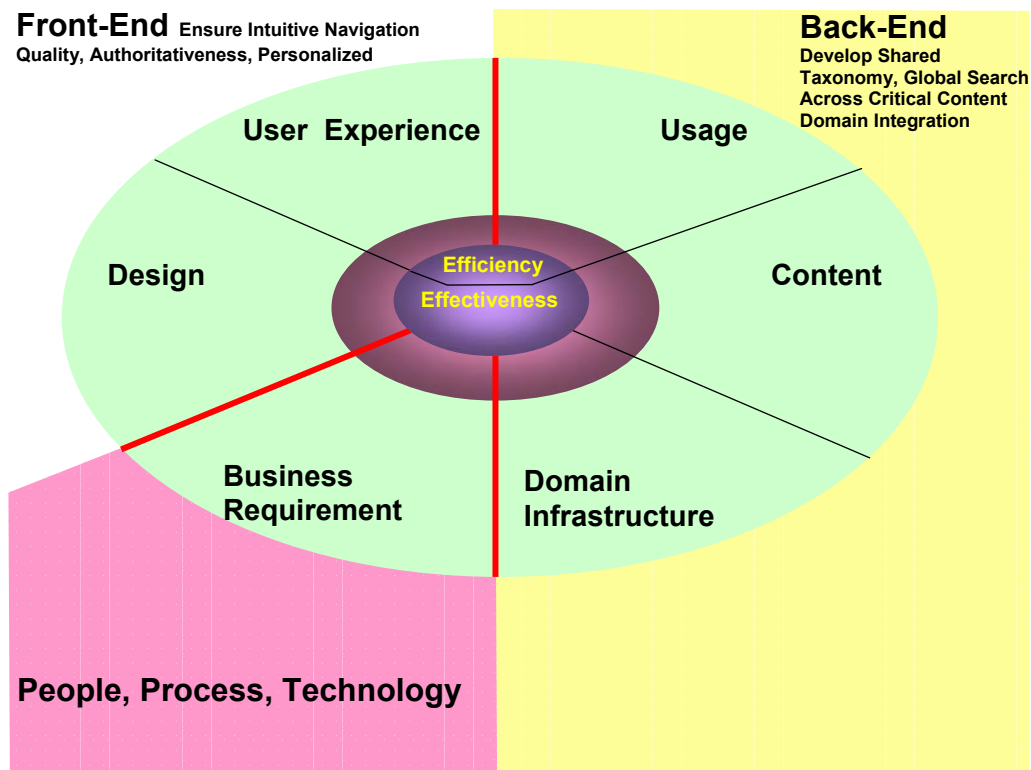 Front-End Ensure Intuitive Navigation
Quality, Authoritativeness, Personalized
Back-End
Develop Shared
Taxonomy, Global Search
Across Critical Content
Domain Integration
User Experience
Usage
Design
Efficiency
Effectiveness
Content
Business
Requirement
Domain
Infrastructure
People, Process, Technology